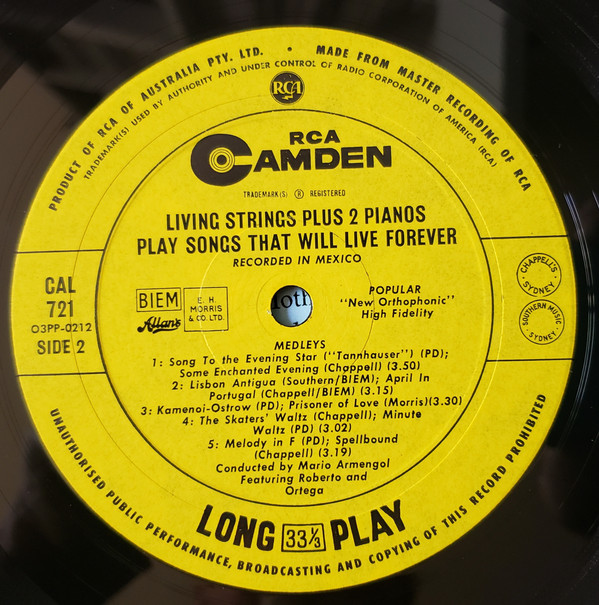 PRODUCT OF RCA OF AUSTRALIA PTY. LTD. • MADE FROM MASTER RECORDING OF RCA
TRADEMARK(S) USED BY AUTHORITY AND UNDER CONTROL OF RADIO CORPORATION OF AMERICA (RCA)
RCA
RCA
CAMDEN
TRADEMARK(S) ® REGISTERED
LIVING STRINGS PLUS 2 PIANOS
PLAY SONGS THAT WILL LIVE FOREVER
RECORDED IN MEXICO
CAL
721
O3PP-0212
SIDE 2
BIEM
Allan's
E. H.
MORRIS
& CO. LTD.
POPULAR
"New Orthophonic"
High Fidelity
CHAPPELL'S
SYDNEY
SOUTHERN MUSIC
SYDNEY
MEDLEYS
1: Song To the Evening Star ("Tannhauser") (PD);
Some Enchanted Evening (Chappell) (3.50)
2: Lisbon Antigua (Southern/BIEM); April In
Portugal (Chappell/BIEM) (3.15)
3: Kamenoi-Ostrow (PD); Prisoner of Love (Morris)(3.30)
4: The Skaters' Waltz (Chappell); Minute
Waltz (PD) (3.02)
5: Melody in F (PD); Spellbound
(Chappell) (3.19)
Conducted by Mario Armengol
Featuring Roberto and
Ortega
LONG 33⅓ PLAY
UNAUTHORISED PUBLIC PERFORMANCE, BROADCASTING AND COPYING OF THIS RECORD PROHIBITED